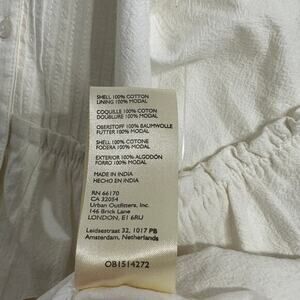 SHELL 100% COTTON
LINING 100% MODAL
COQUILLE 100% COTON
DOUBLURE 100% MODAL
OBERSTOFF 100% BAUMWOLLE
FUTTER 100% MODAL
SHELL 100% COTONE
FODERA 100% MODAL
EXTERIOR 100% ALGODÓN
FORRO 100% MODAL
MADE IN INDIA
HECHO EN INDIA
RN 66170
CA 32054
Urban Outfitters, Inc.
146 Brick Lane
LONDON, E1 6RU
Leidsestraat 32, 1017 PB
Amsterdam, Netherlands
OB1514272